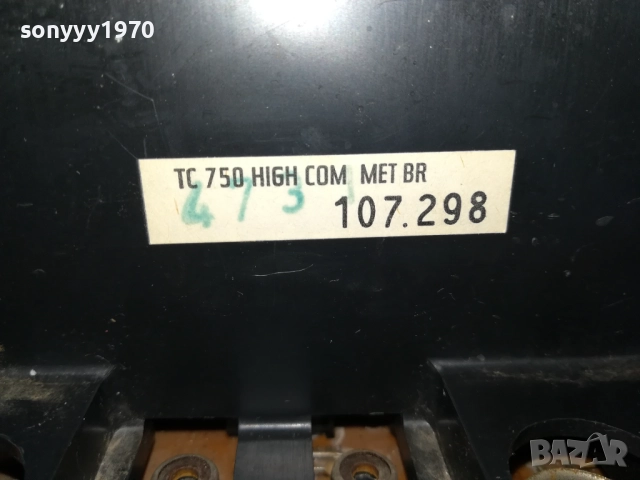 sonyyy1970
TC 750 HIGH COM MET BR
4731
107.298
BAZAR